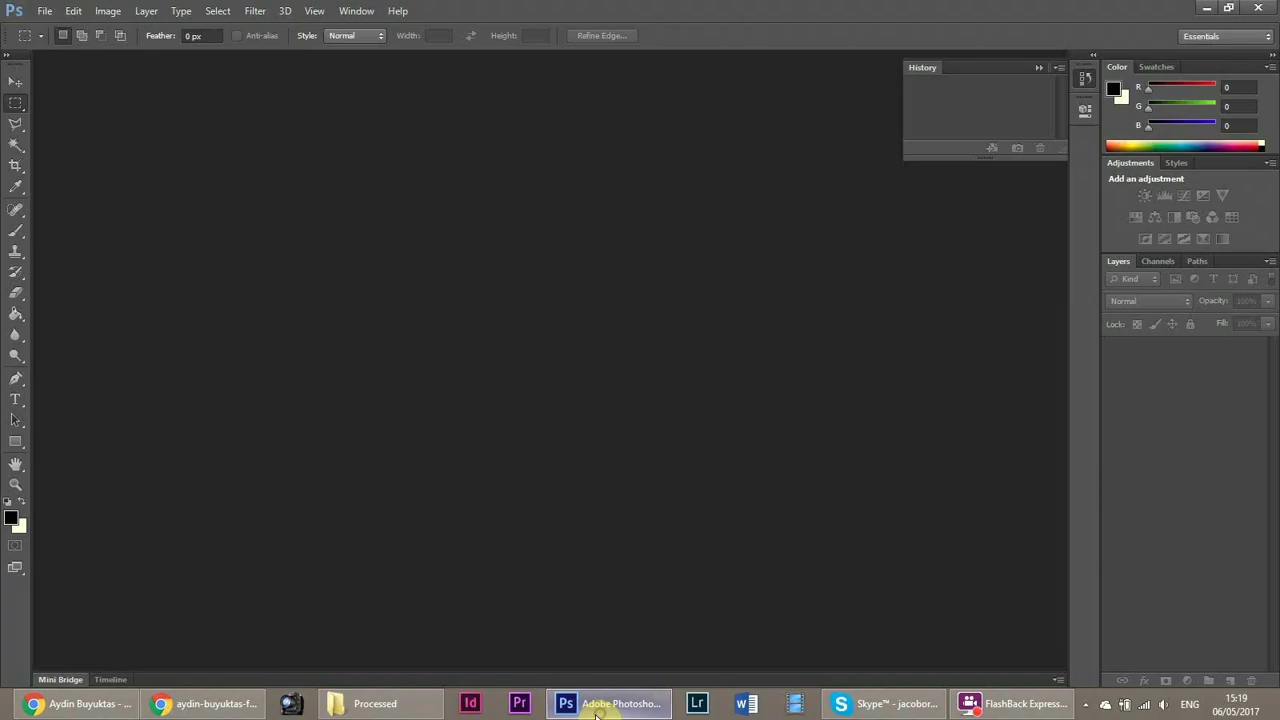 Ps File Edit Image Layer Type Select Filter 3D View Window Help
Feather: 0 px Anti-alias Style: Normal Width: Height: Refine Edge... Essentials
History
Color Swatches
R 0
G 0
B 0
Adjustments Styles
Add an adjustment
Layers Channels Paths
Kind
Normal Opacity: 100%
Lock: Fill: 100%
Mini Bridge Timeline
Aydin Buyuktas - ... aydin-buyuktas-f... Processed Id Pr Ps Adobe Photosho... Lr Skype™ - jacobor... FlashBack Express... ENG 15:19
06/05/2017